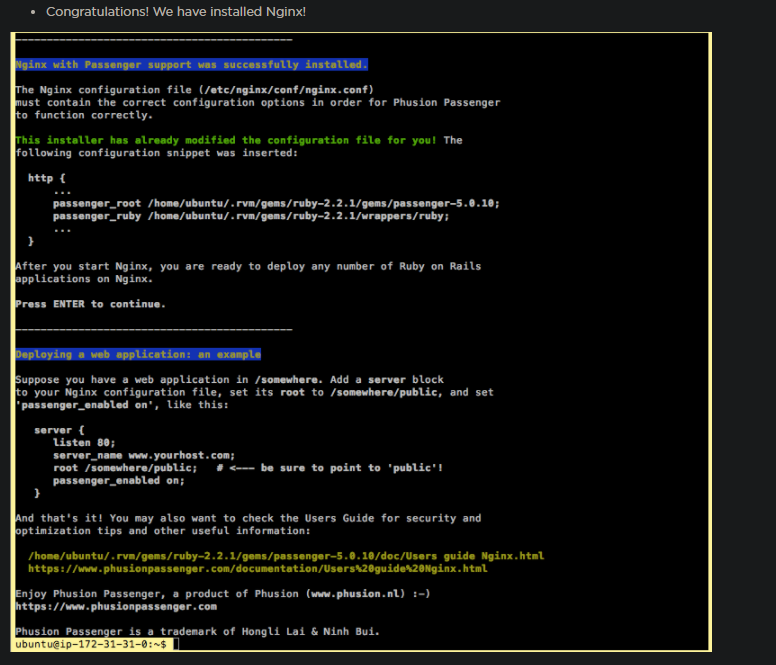 • Congratulations! We have installed Nginx!
Nginx with Passenger support was successfully installed.
The Nginx configuration file (/etc/nginx/conf/nginx.conf)
must contain the correct configuration options in order for Phusion Passenger
to function correctly.
This installer has already modified the configuration file for you! The
following configuration snippet was inserted:
http {
...
passenger_root /home/ubuntu/.rvm/gems/ruby-2.2.1/gems/passenger-5.0.10;
passenger_ruby /home/ubuntu/.rvm/gems/ruby-2.2.1/wrappers/ruby;
...
}
After you start Nginx, you are ready to deploy any number of Ruby on Rails
applications on Nginx.
Press ENTER to continue.
Deploying a web application: an example
Suppose you have a web application in /somewhere. Add a server block
to your Nginx configuration file, set its root to /somewhere/public, and set
'passenger_enabled on', like this:
server {
listen 80;
server_name www.yourhost.com;
root /somewhere/public;   # <--- be sure to point to 'public'!
passenger_enabled on;
}
And that's it! You may also want to check the Users Guide for security and
optimization tips and other useful information:
/home/ubuntu/.rvm/gems/ruby-2.2.1/gems/passenger-5.0.10/doc/Users guide Nginx.html
https://www.phusionpassenger.com/documentation/Users%20guide%20Nginx.html
Enjoy Phusion Passenger, a product of Phusion (www.phusion.nl) :-)
https://www.phusionpassenger.com
Phusion Passenger is a trademark of Hongli Lai & Ninh Bui.
ubuntu@ip-172-31-31-0:~$